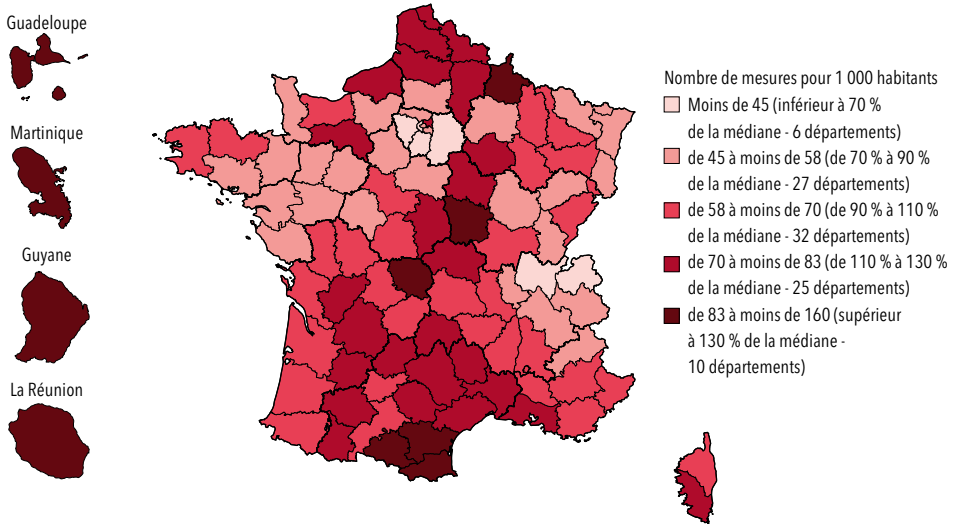 Guadeloupe
Martinique
Guyane
La Réunion
Nombre de mesures pour 1 000 habitants
Moins de 45 (inférieur à 70 %
de la médiane - 6 départements)
de 45 à moins de 58 (de 70 % à 90 %
de la médiane - 27 départements)
de 58 à moins de 70 (de 90 % à 110 %
de la médiane - 32 départements)
de 70 à moins de 83 (de 110 % à 130 %
de la médiane - 25 départements)
de 83 à moins de 160 (supérieur
à 130 % de la médiane -
10 départements)